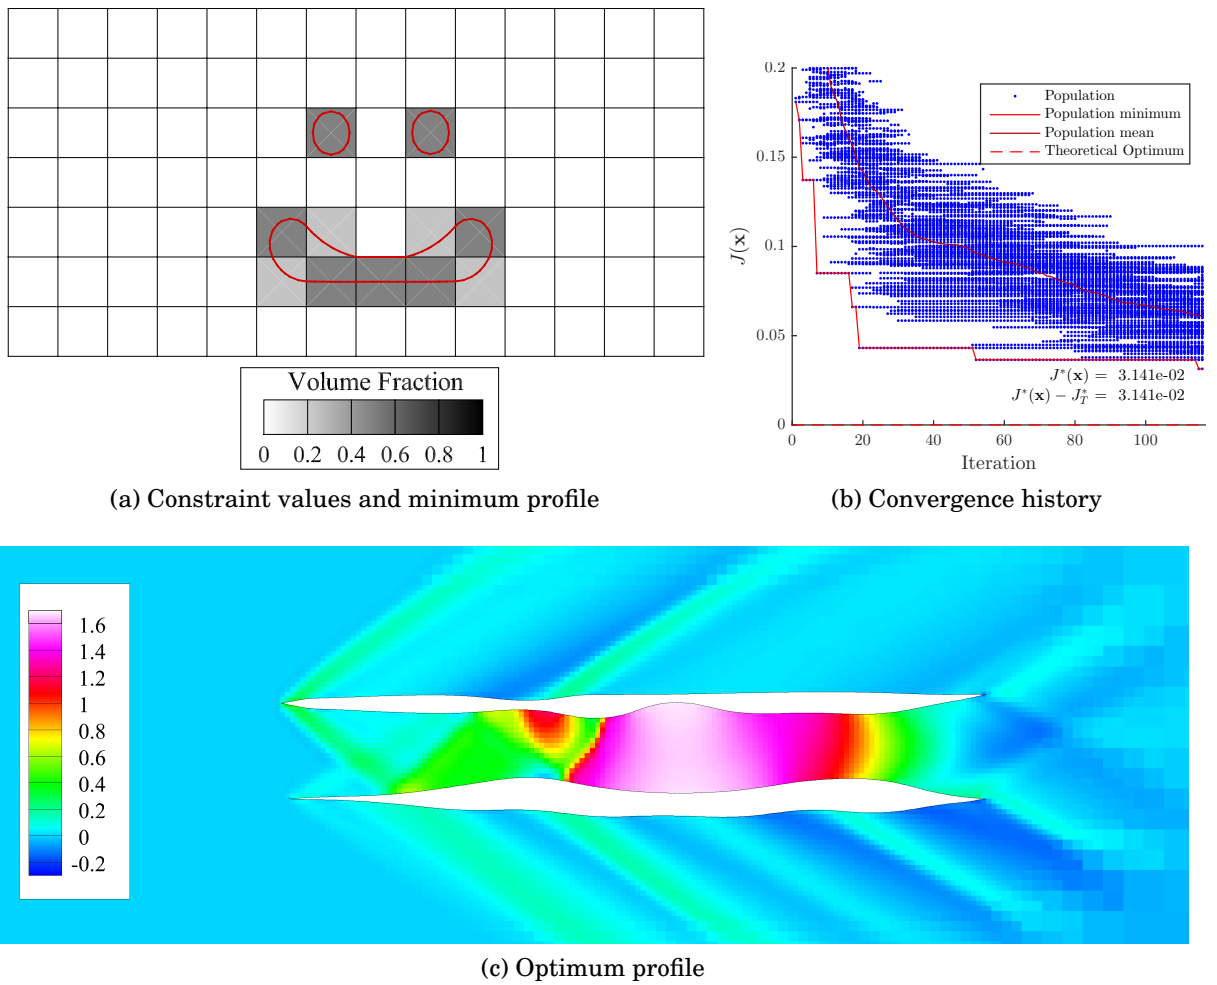 Volume Fraction
0 0.2 0.4 0.6 0.8 1
(a) Constraint values and minimum profile
0.2
0.15
0.1
0.05
0
J(x)
Population
Population minimum
Population mean
Theoretical Optimum
J*(x) = 3.141e-02
J*(x) − J*T = 3.141e-02
0 20 40 60 80 100
Iteration
(b) Convergence history
1.6
1.4
1.2
1
0.8
0.6
0.4
0.2
0
-0.2
(c) Optimum profile